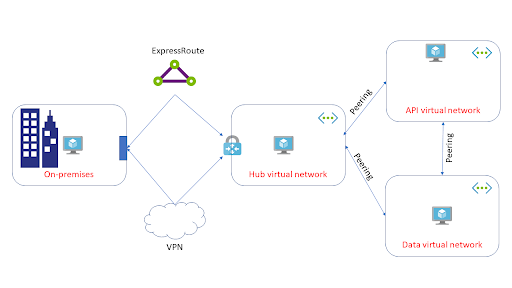 ExpressRoute
On-premises
VPN
Hub virtual network
Peering
Peering
API virtual network
Peering
Data virtual network